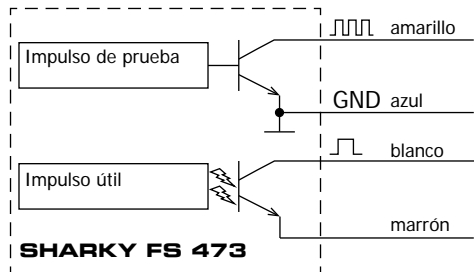 Impulso de prueba
amarillo
GND azul
Impulso útil
blanco
marrón
SHARKY FS 473